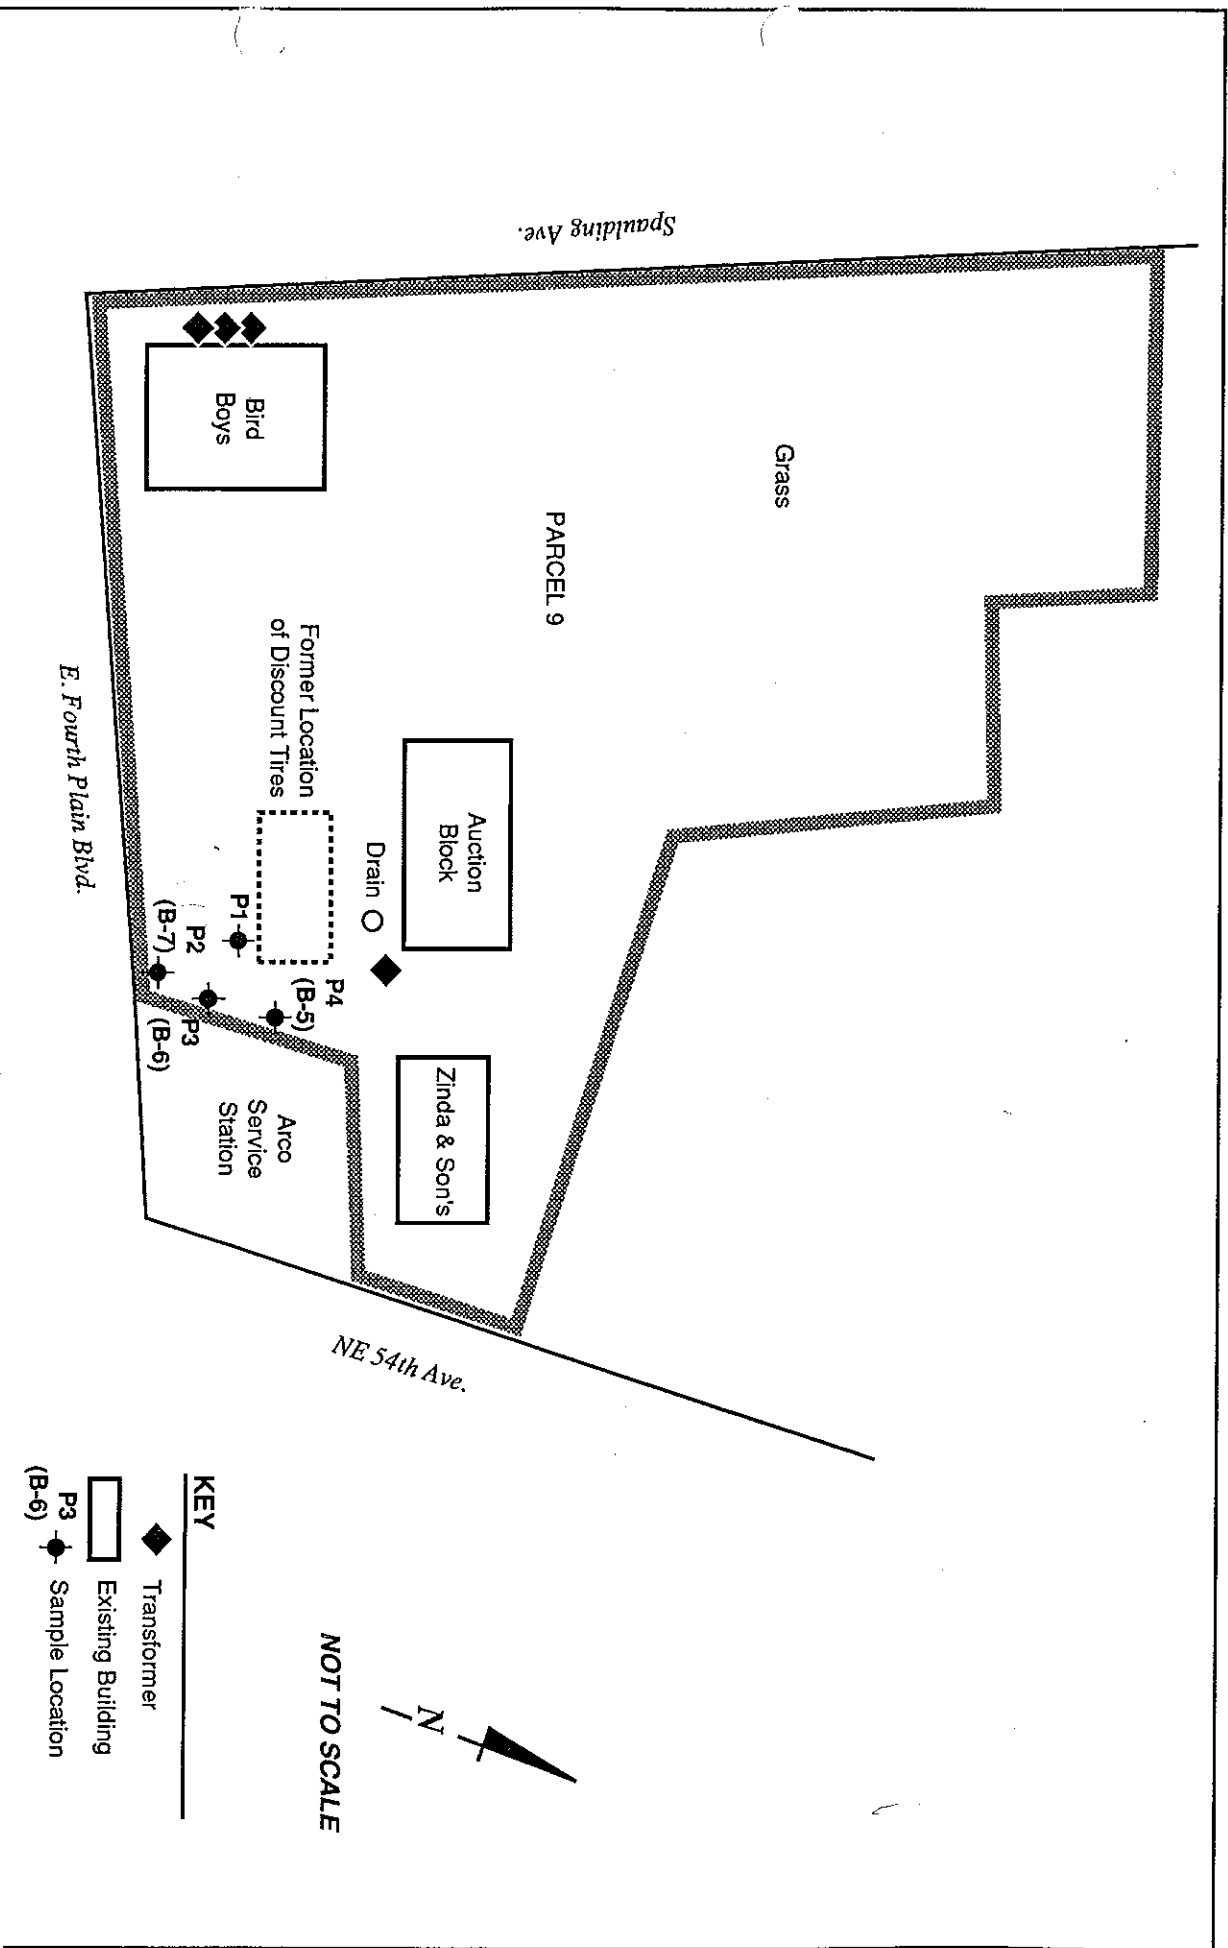 Spaulding Ave.
Grass
PARCEL 9
Bird
Boys
Former Location
of Discount Tires
Auction
Block
Drain
P1
P2
(B-7)
P3
(B-6)
P4
(B-5)
Zinda & Son's
Arco
Service
Station
E. Fourth Plain Blvd.
NE 54th Ave.
N
NOT TO SCALE
KEY
Transformer
Existing Building
P3
(B-6)
Sample Location